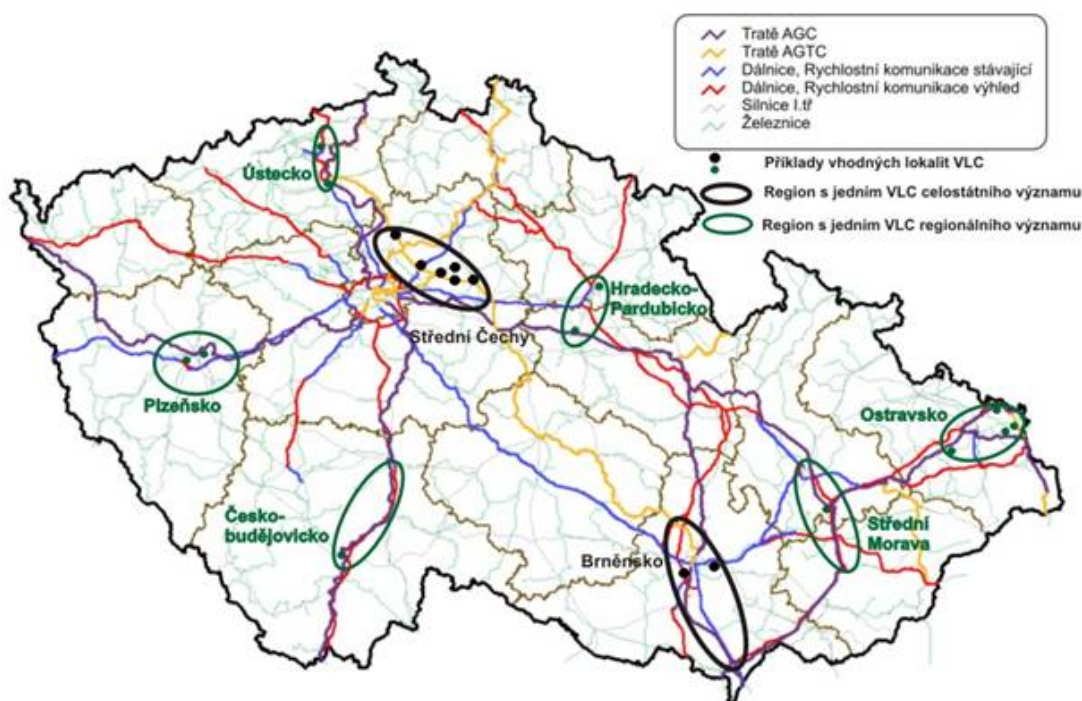 Tratě AGC
Tratě AGTC
Dálnice, Rychlostní komunikace stávající
Dálnice, Rychlostní komunikace výhled
Silnice I.tř
Železnice
Příklady vhodných lokalit VLC
Region s jedním VLC celostátního významu
Region s jedním VLC regionálního významu
Ústecko
Hradecko-
Pardubicko
Střední Čechy
Plzeňsko
Ostravsko
Česko-
budějovicko
Střední
Morava
Brněnsko